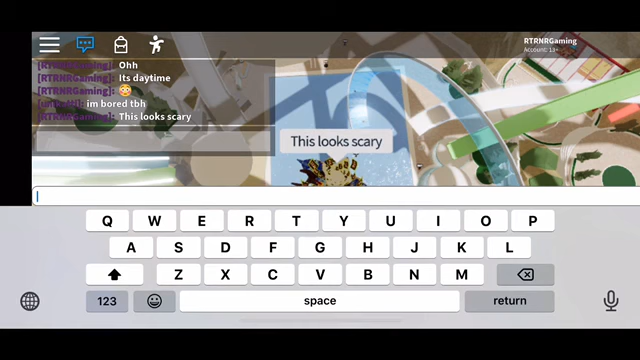 RTRNRGaming
Account: 13+
[RTRNRGaming]: Ohh
[RTRNRGaming]: Its daytime
[RTRNRGaming]: 😳
im bored tbh
[RTRNRGaming]: This looks scary
This looks scary
Q W E R T Y U I O P
A S D F G H J K L
Z X C V B N M
123 space return